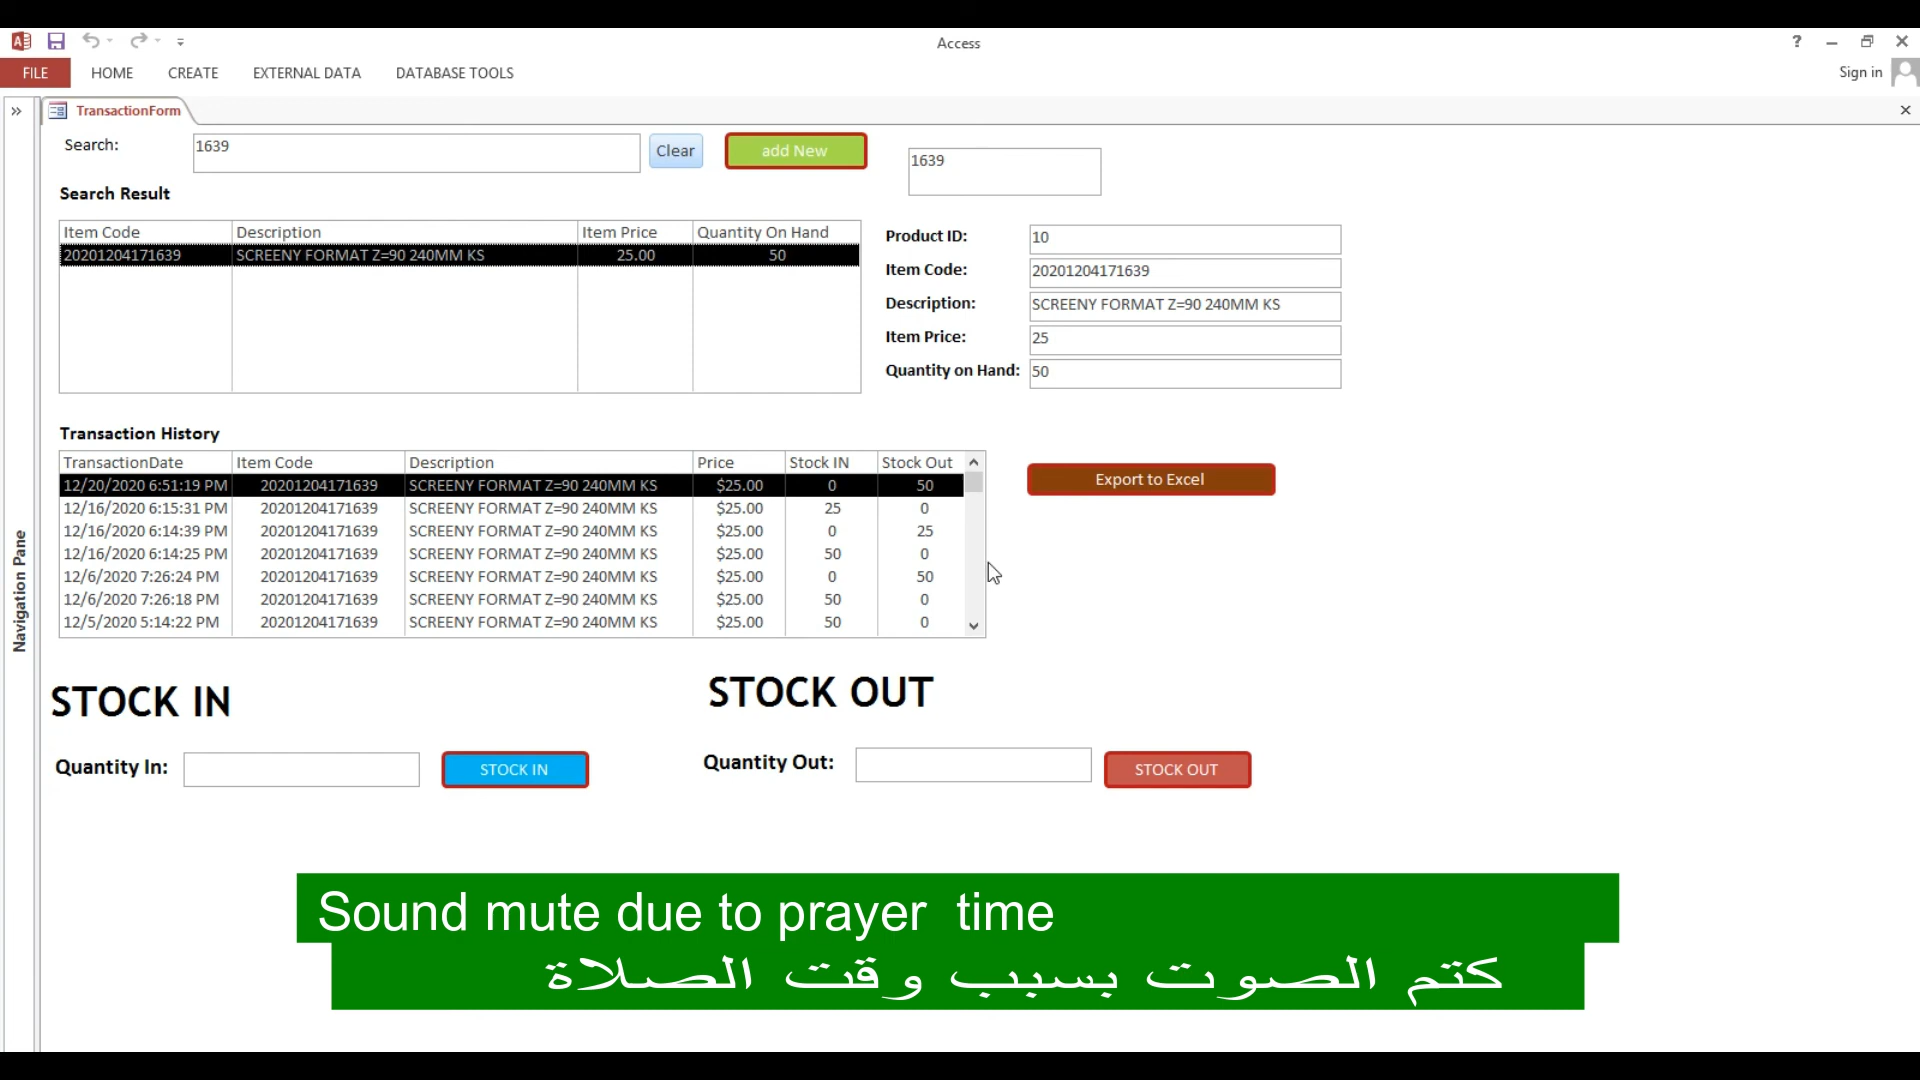 Access
FILE HOME CREATE EXTERNAL DATA DATABASE TOOLS
Sign in
TransactionForm
Search: 1639 Clear add New
1639
Search Result
Item Code Description Item Price Quantity On Hand
20201204171639 SCREENY FORMAT Z=90 240MM KS 25.00 50
Product ID: 10
Item Code: 20201204171639
Description: SCREENY FORMAT Z=90 240MM KS
Item Price: 25
Quantity on Hand: 50
Transaction History
TransactionDate Item Code Description Price Stock IN Stock Out
12/20/2020 6:51:19 PM 20201204171639 SCREENY FORMAT Z=90 240MM KS $25.00 0 50
12/16/2020 6:15:31 PM 20201204171639 SCREENY FORMAT Z=90 240MM KS $25.00 25 0
12/16/2020 6:14:39 PM 20201204171639 SCREENY FORMAT Z=90 240MM KS $25.00 0 25
12/16/2020 6:14:25 PM 20201204171639 SCREENY FORMAT Z=90 240MM KS $25.00 50 0
12/6/2020 7:26:24 PM 20201204171639 SCREENY FORMAT Z=90 240MM KS $25.00 0 50
12/6/2020 7:26:18 PM 20201204171639 SCREENY FORMAT Z=90 240MM KS $25.00 50 0
12/5/2020 5:14:22 PM 20201204171639 SCREENY FORMAT Z=90 240MM KS $25.00 50 0
Export to Excel
Navigation Pane
STOCK IN
STOCK OUT
Quantity In: STOCK IN
Quantity Out: STOCK OUT
Sound mute due to prayer  time
كتم الصوت بسبب وقت الصلاة